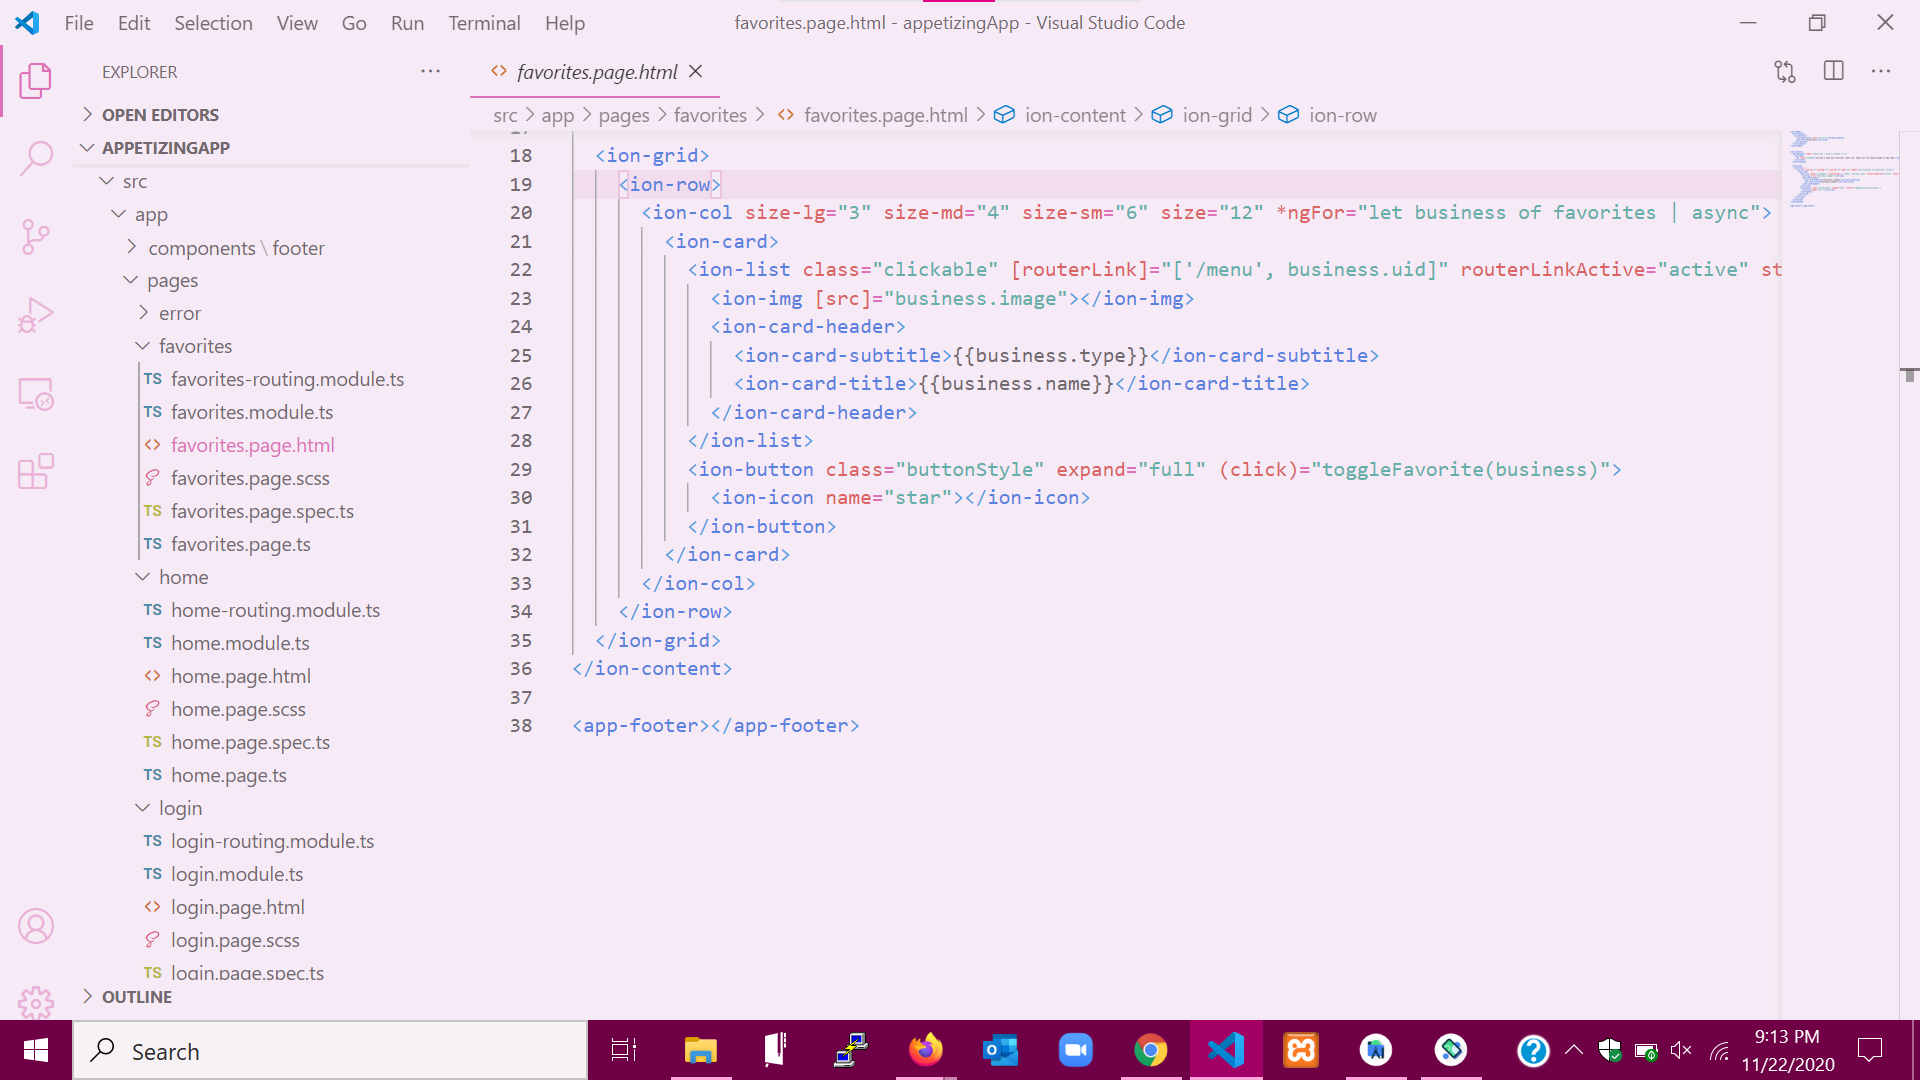 File Edit Selection View Go Run Terminal Help
favorites.page.html - appetizingApp - Visual Studio Code
EXPLORER
OPEN EDITORS
APPETIZINGAPP
src
app
components \ footer
pages
error
favorites
TS favorites-routing.module.ts
TS favorites.module.ts
<> favorites.page.html
favorites.page.scss
TS favorites.page.spec.ts
TS favorites.page.ts
home
TS home-routing.module.ts
TS home.module.ts
<> home.page.html
home.page.scss
TS home.page.spec.ts
TS home.page.ts
login
TS login-routing.module.ts
TS login.module.ts
<> login.page.html
login.page.scss
TS login.page.spec.ts
OUTLINE
<> favorites.page.html
src > app > pages > favorites > <> favorites.page.html > ion-content > ion-grid > ion-row
18 <ion-grid>
19 <ion-row>
20 <ion-col size-lg="3" size-md="4" size-sm="6" size="12" *ngFor="let business of favorites | async">
21 <ion-card>
22 <ion-list class="clickable" [routerLink]="['/menu', business.uid]" routerLinkActive="active" st
23 <ion-img [src]="business.image"></ion-img>
24 <ion-card-header>
25 <ion-card-subtitle>{{business.type}}</ion-card-subtitle>
26 <ion-card-title>{{business.name}}</ion-card-title>
27 </ion-card-header>
28 </ion-list>
29 <ion-button class="buttonStyle" expand="full" (click)="toggleFavorite(business)">
30 <ion-icon name="star"></ion-icon>
31 </ion-button>
32 </ion-card>
33 </ion-col>
34 </ion-row>
35 </ion-grid>
36 </ion-content>
37
38 <app-footer></app-footer>
Search
9:13 PM
11/22/2020